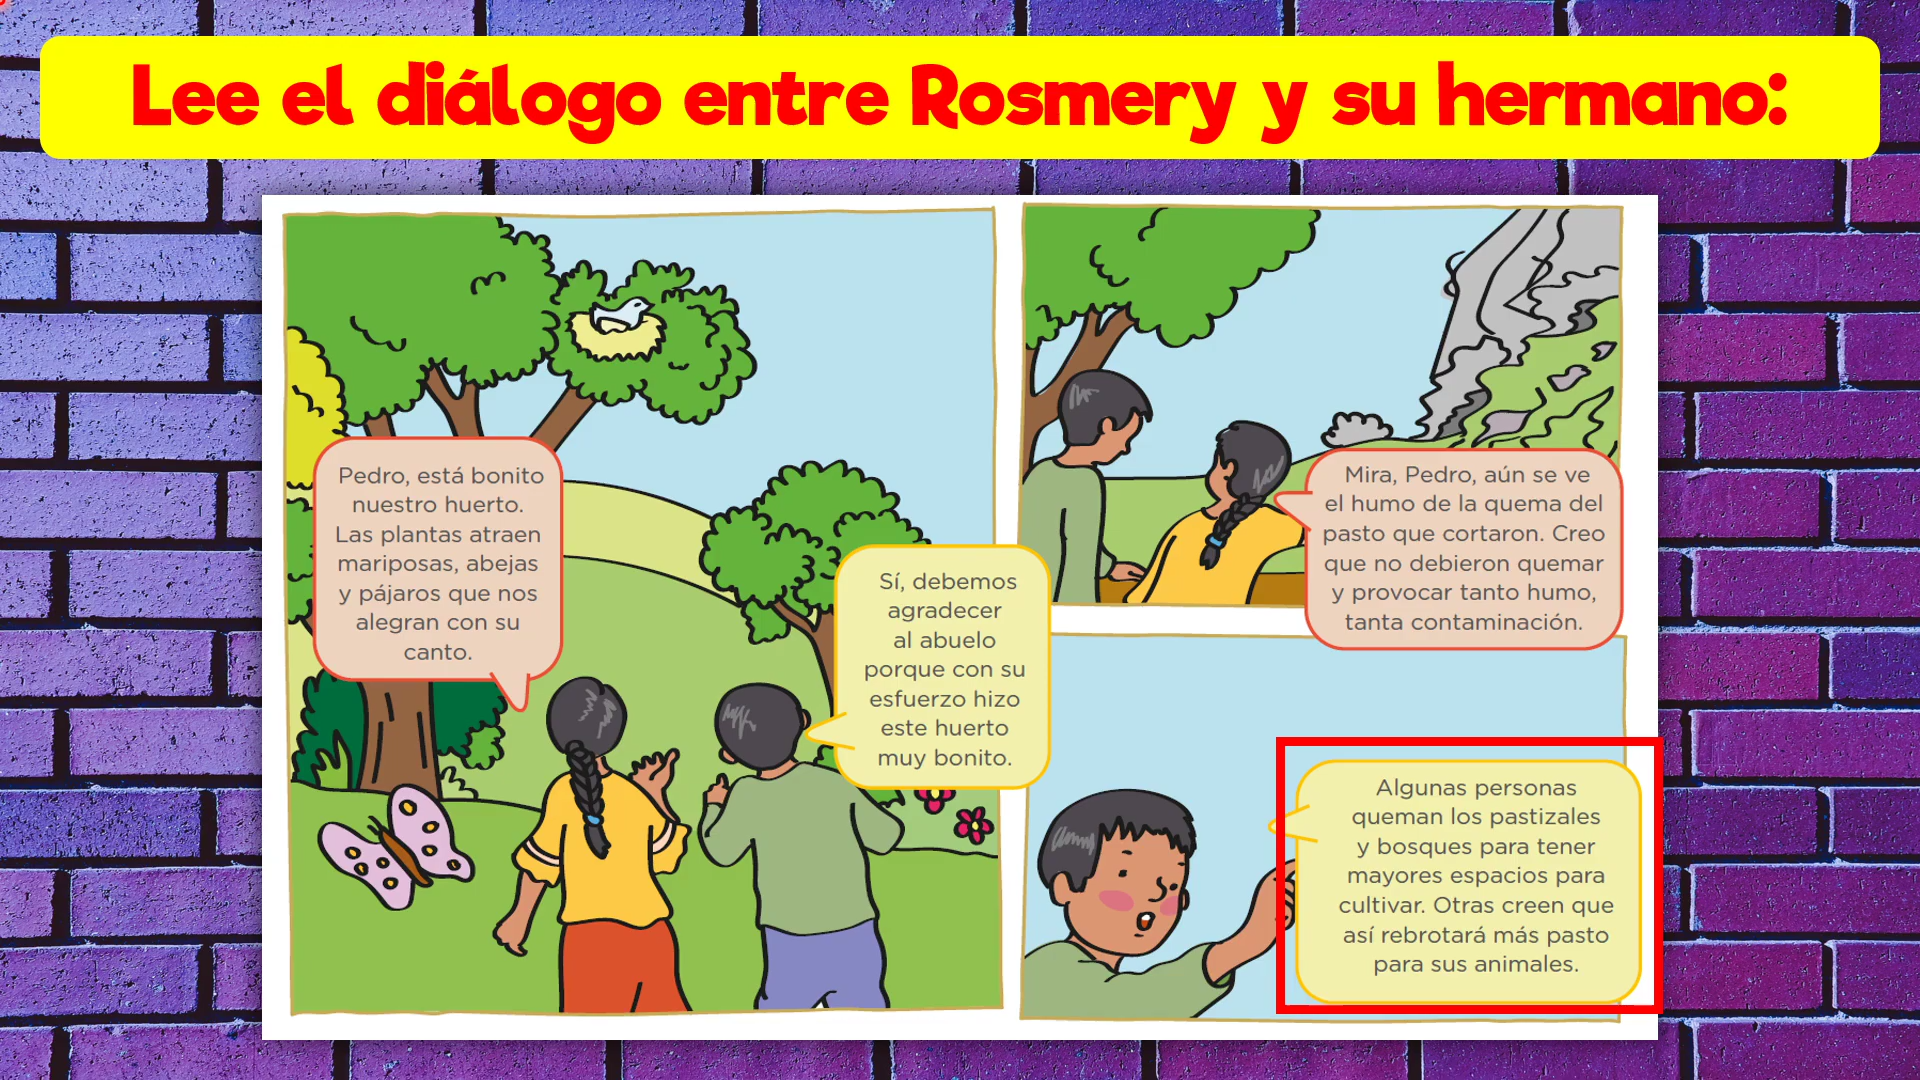 Lee el diálogo entre Rosmery y su hermano:
Pedro, está bonito
nuestro huerto.
Las plantas atraen
mariposas, abejas
y pájaros que nos
alegran con su
canto.
Sí, debemos
agradecer
al abuelo
porque con su
esfuerzo hizo
este huerto
muy bonito.
Mira, Pedro, aún se ve
el humo de la quema del
pasto que cortaron. Creo
que no debieron quemar
y provocar tanto humo,
tanta contaminación.
Algunas personas
queman los pastizales
y bosques para tener
mayores espacios para
cultivar. Otras creen que
así rebrotará más pasto
para sus animales.